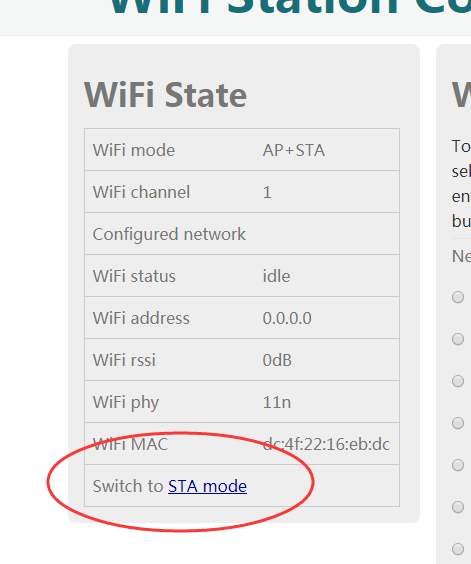 WiFi Station Co
WiFi State
WiFi mode AP+STA
WiFi channel 1
Configured network
WiFi status idle
WiFi address 0.0.0.0
WiFi rssi 0dB
WiFi phy 11n
WiFi MAC dc:4f:22:16:eb:dc
Switch to STA mode
W
To
sel
en
bu
Ne